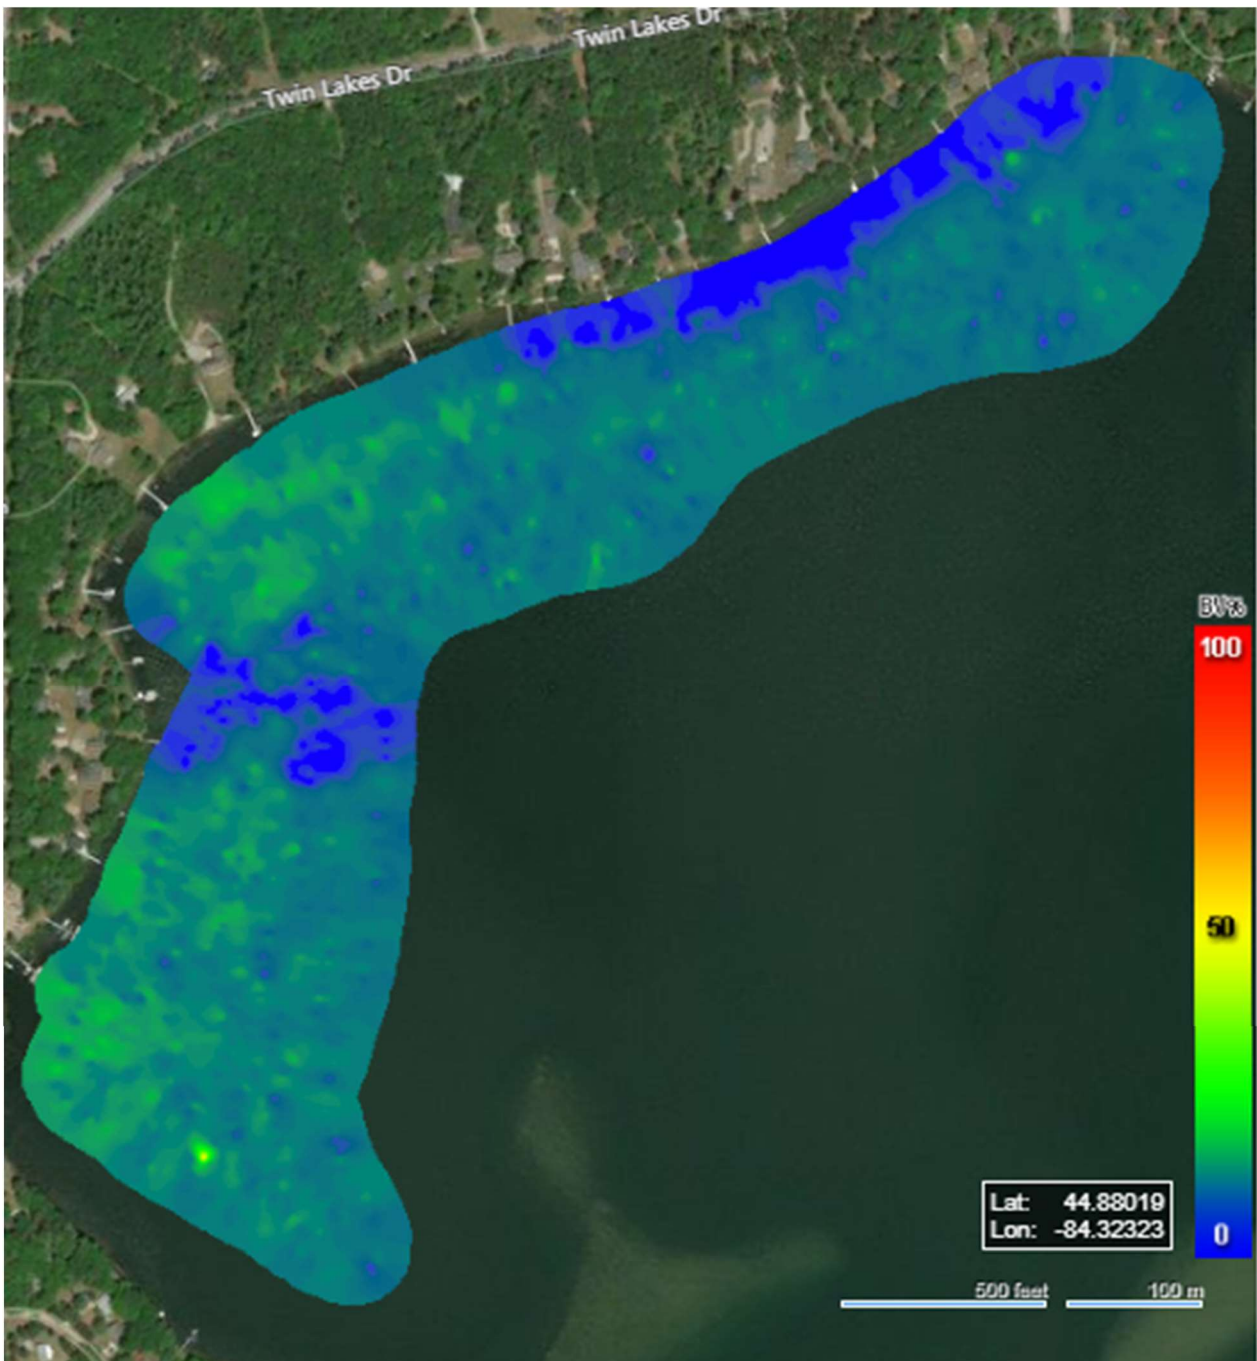 Twin Lakes Dr
Twin Lakes Dr
BV%
100
50
0
Lat: 44.88019
Lon: -84.32323
500 feet
100 m